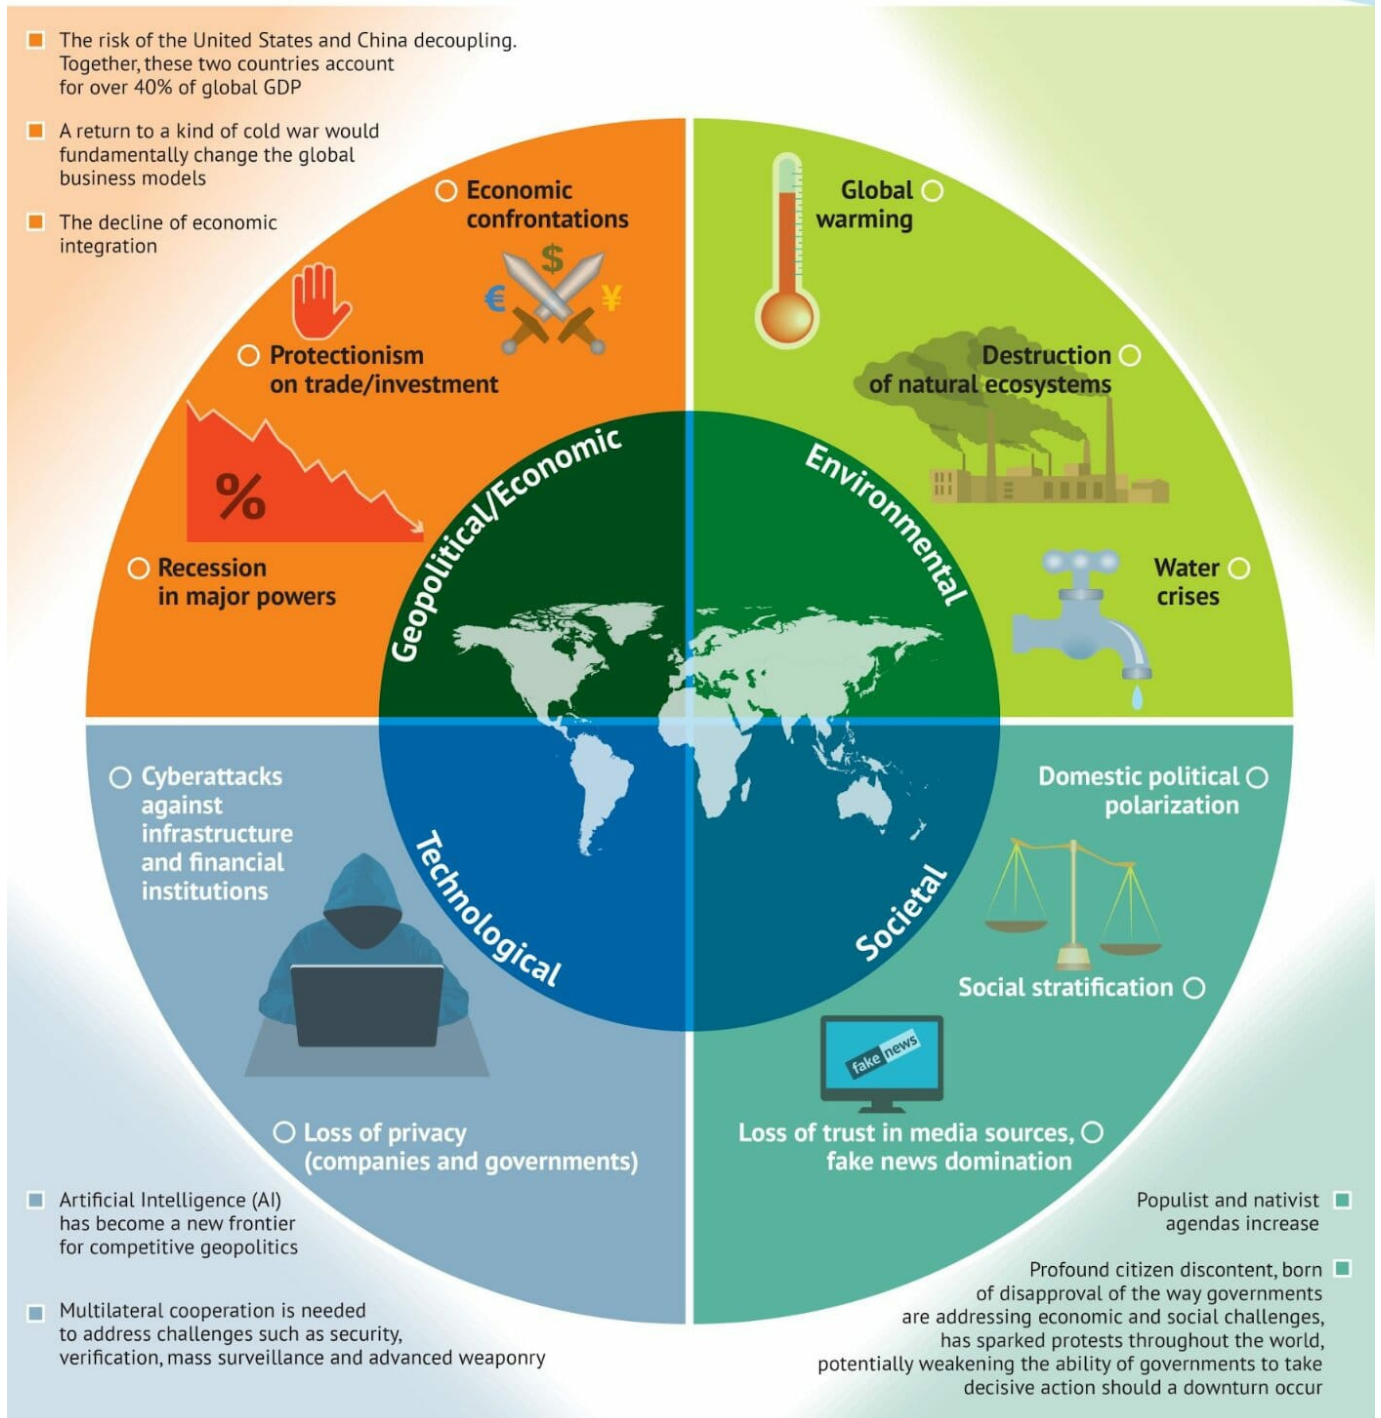 The risk of the United States and China decoupling.
Together, these two countries account
for over 40% of global GDP
A return to a kind of cold war would
fundamentally change the global
business models
The decline of economic
integration
Economic
confrontations
$
€
¥
Protectionism
on trade/investment
%
Recession
in major powers
Geopolitical/Economic
Global
warming
Destruction
of natural ecosystems
Water
crises
Environmental
Cyberattacks
against
infrastructure
and financial
institutions
Technological
Loss of privacy
(companies and governments)
Domestic political
polarization
Societal
Social stratification
fake news
Loss of trust in media sources,
fake news domination
Artificial Intelligence (AI)
has become a new frontier
for competitive geopolitics
Multilateral cooperation is needed
to address challenges such as security,
verification, mass surveillance and advanced weaponry
Populist and nativist
agendas increase
Profound citizen discontent, born
of disapproval of the way governments
are addressing economic and social challenges,
has sparked protests throughout the world,
potentially weakening the ability of governments to take
decisive action should a downturn occur